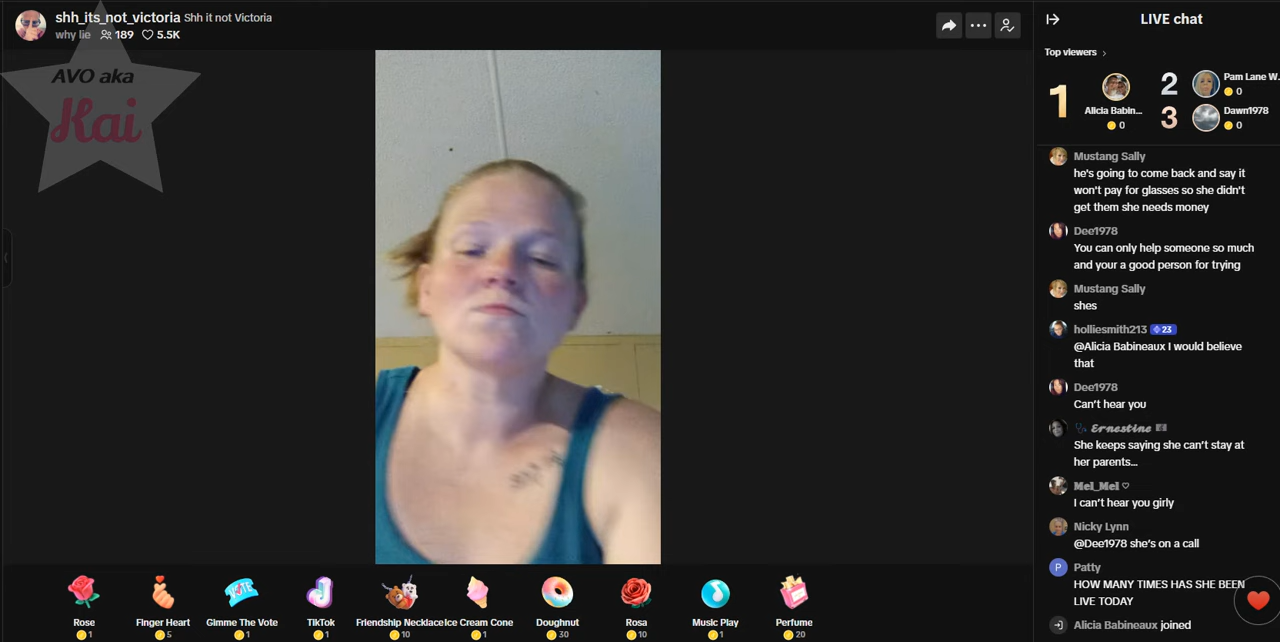 shh_its_not_victoria Shh it not Victoria
why lie 189 5.5K
AVO aka
Kai
LIVE chat
Top viewers
1
Alicia Babin...
0
2
Pam Lane W...
0
3
Dawn1978
0
Mustang Sally
he's going to come back and say it
won't pay for glasses so she didn't
get them she needs money
Dee1978
You can only help someone so much
and your a good person for trying
Mustang Sally
shes
holliesmith213 23
@Alicia Babineaux I would believe
that
Dee1978
Can't hear you
Ernestine
She keeps saying she can't stay at
her parents...
Mel_Mel
I can't hear you girly
Nicky Lynn
@Dee1978 she's on a call
P Patty
HOW MANY TIMES HAS SHE BEEN
LIVE TODAY
Alicia Babineaux joined
VOTE
Rose Finger Heart Gimme The Vote TikTok Friendship Necklace Ice Cream Cone Doughnut Rosa Music Play Perfume
1 5 1 1 10 1 30 10 1 20